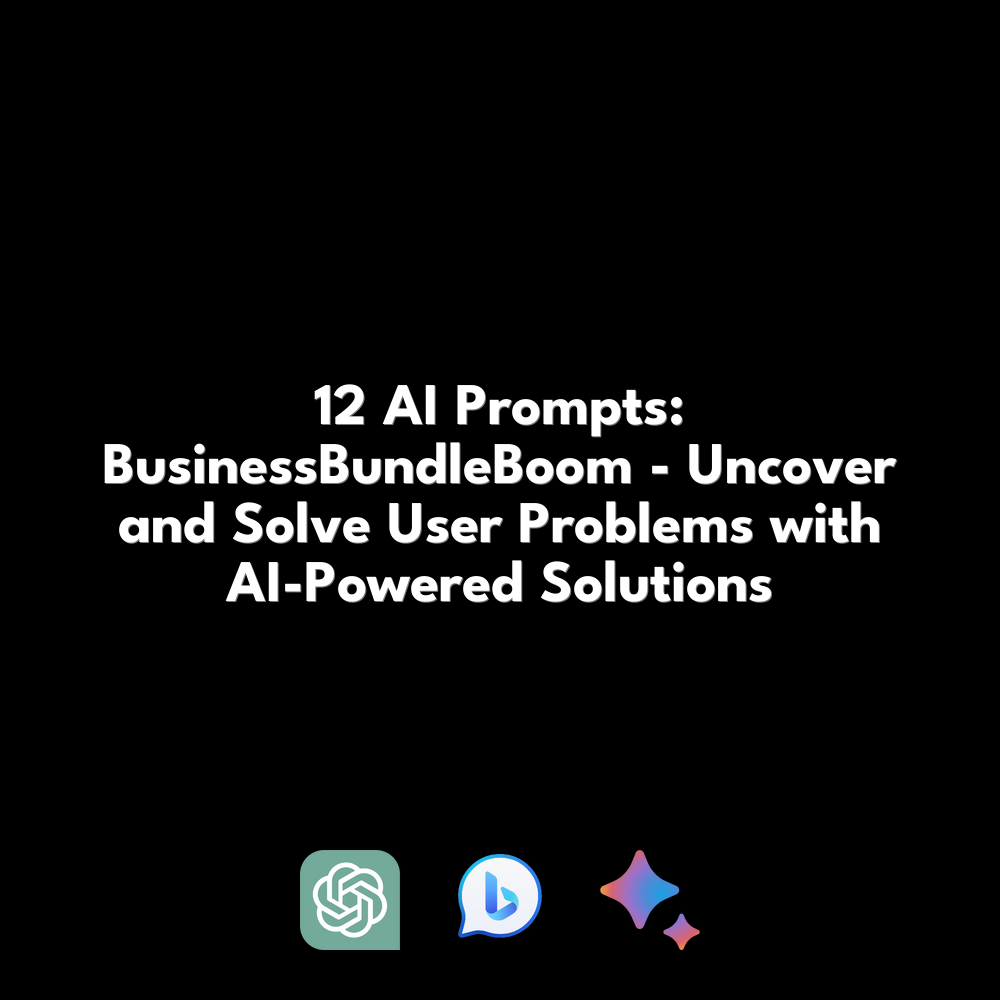 12 AI Prompts:
BusinessBundleBoom - Uncover
and Solve User Problems with
AI-Powered Solutions